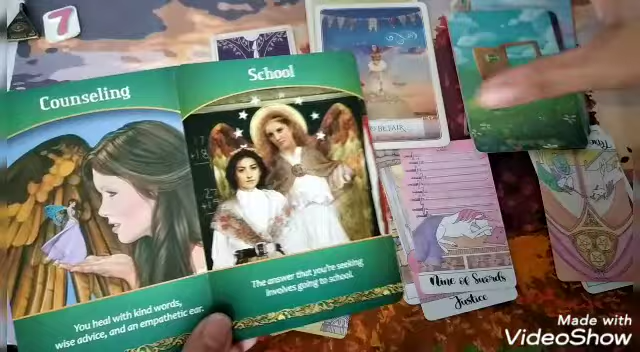 7
Counseling
School
You heal with kind words,
wise advice, and an empathetic ear.
The answer that you're seeking
involves going to school.
Nine of Swords
Justice
Made with
VideoShow